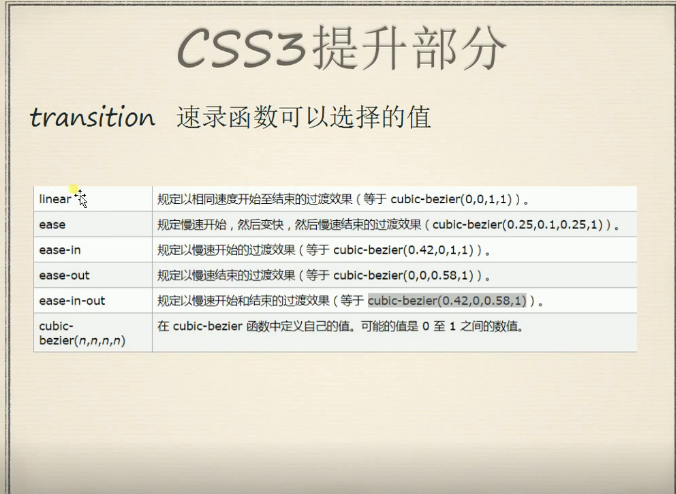 CSS3提升部分
transition 速录函数可以选择的值
linear 规定以相同速度开始至结束的过渡效果（等于 cubic-bezier(0,0,1,1)）。
ease 规定慢速开始，然后变快，然后慢速结束的过渡效果（cubic-bezier(0.25,0.1,0.25,1)）。
ease-in 规定以慢速开始的过渡效果（等于 cubic-bezier(0.42,0,1,1)）。
ease-out 规定以慢速结束的过渡效果（等于 cubic-bezier(0,0,0.58,1)）。
ease-in-out 规定以慢速开始和结束的过渡效果（等于 cubic-bezier(0.42,0,0.58,1)）。
cubic-
bezier(n,n,n,n) 在 cubic-bezier 函数中定义自己的值。可能的值是 0 至 1 之间的数值。